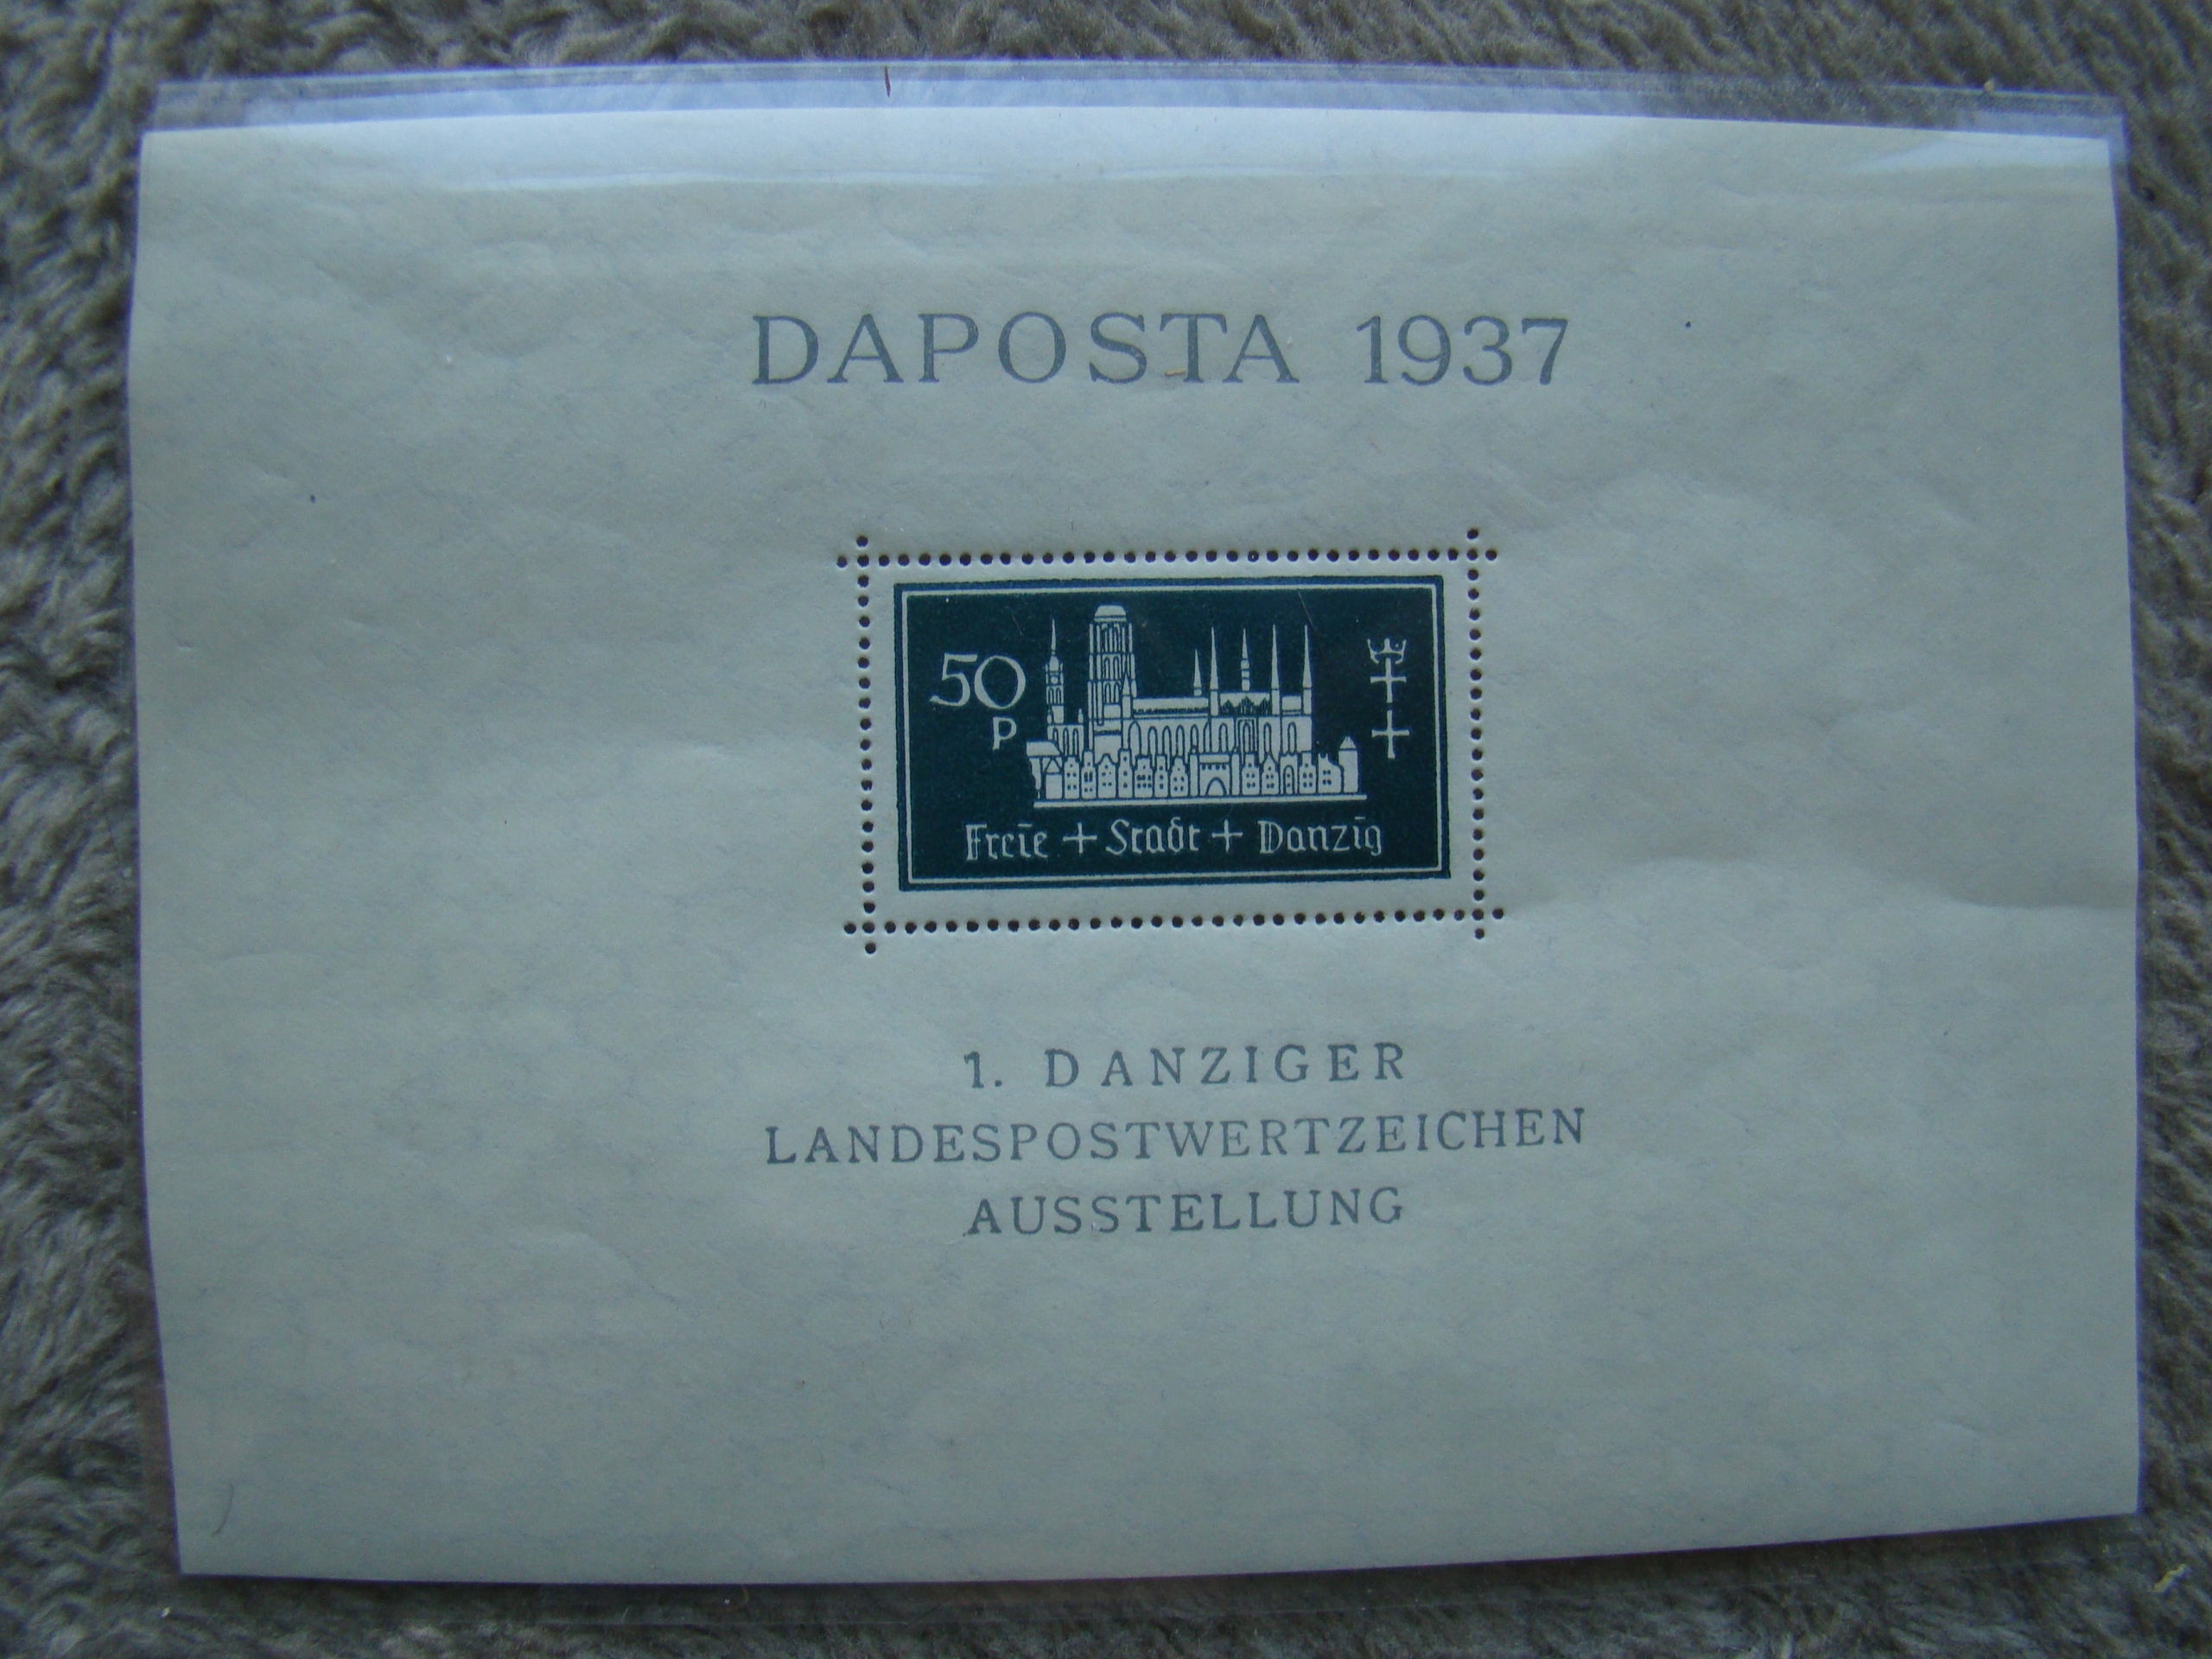 DAPOSTA 1937
50
P
Freie + Stadt + Danzig
1. DANZIGER
LANDESPOSTWERTZEICHEN
AUSSTELLUNG